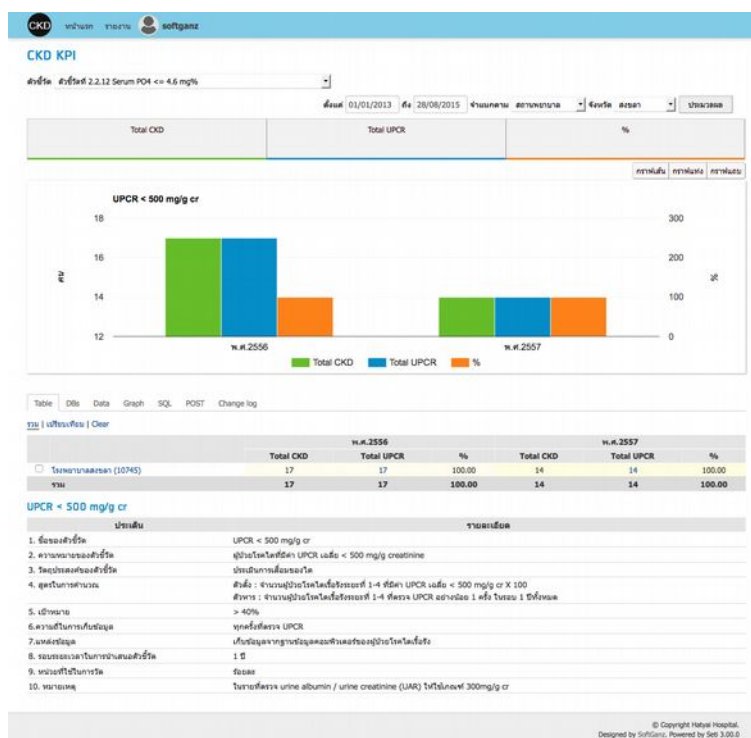 CKD หน้าแรก รายงาน softganz
CKD KPI
ตัวชี้วัด ตัวชี้วัดที่ 2.2.12 Serum PO4 <= 4.6 mg%
ตั้งแต่ 01/01/2013 ถึง 28/08/2015 จำแนกตาม สถานพยาบาล จังหวัด สงขลา ประมวลผล
Total CKD Total UPCR %
กราฟเส้น กราฟแท่ง กราฟแถบ
UPCR < 500 mg/g cr
18 300
16 200
คน %
14 100
12 0
พ.ศ.2556 พ.ศ.2557
Total CKD Total UPCR %
Table DBs Data Graph SQL POST Change log
รวม | เปรียบเทียบ | Clear
พ.ศ.2556 พ.ศ.2557
Total CKD Total UPCR % Total CKD Total UPCR %
โรงพยาบาลสงขลา (10745) 17 17 100.00 14 14 100.00
รวม 17 17 100.00 14 14 100.00
UPCR < 500 mg/g cr
ประเด็น รายละเอียด
1. ชื่อของตัวชี้วัด UPCR < 500 mg/g cr
2. ความหมายของตัวชี้วัด ผู้ป่วยโรคไตที่มีค่า UPCR เฉลี่ย < 500 mg/g creatinine
3. วัตถุประสงค์ของตัวชี้วัด ประเมินการเสื่อมของไต
4. สูตรในการคำนวณ ตัวตั้ง : จำนวนผู้ป่วยโรคไตเรื้อรังระยะที่ 1-4 ที่มีค่า UPCR เฉลี่ย < 500 mg/g cr X 100
ตัวหาร : จำนวนผู้ป่วยโรคไตเรื้อรังระยะที่ 1-4 ที่ตรวจ UPCR อย่างน้อย 1 ครั้ง ในรอบ 1 ปีทั้งหมด
5. เป้าหมาย > 40%
6.ความถี่ในการเก็บข้อมูล ทุกครั้งที่ตรวจ UPCR
7.แหล่งข้อมูล เก็บข้อมูลจากฐานข้อมูลคอมพิวเตอร์ของผู้ป่วยโรคไตเรื้อรัง
8. รอบระยะเวลาในการนำเสนอตัวชี้วัด 1 ปี
9. หน่วยที่ใช้ในการวัด ร้อยละ
10. หมายเหตุ ในรายที่ตรวจ urine albumin / urine creatinine (UAR) ให้ใช้เกณฑ์ 300mg/g cr
© Copyright Hatyai Hospital.
Designed by SoftGanz. Powered by Seti 3.00.0